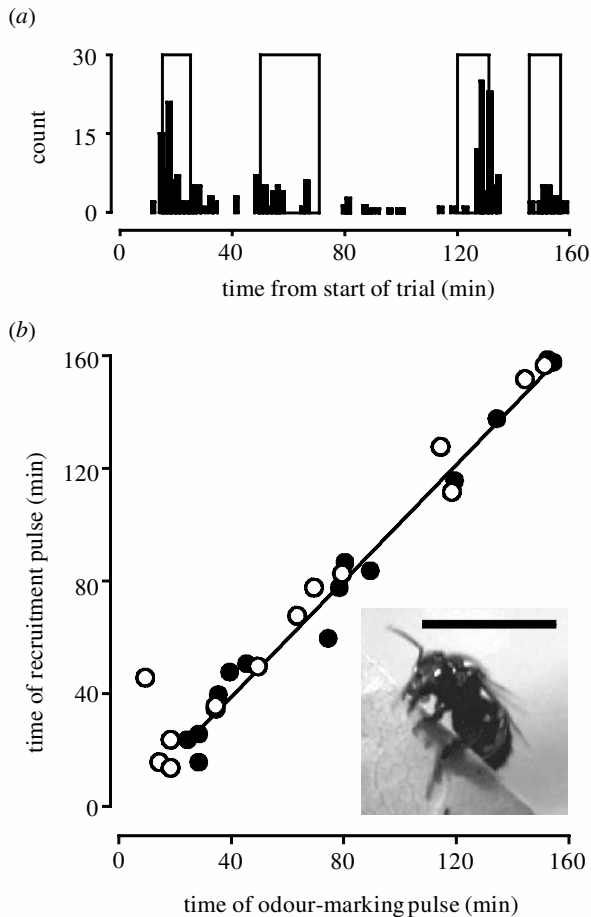 (a)
30
15
0
count
0 40 80 120 160
time from start of trial (min)
(b)
160
120
80
40
0
time of recruitment pulse (min)
0 40 80 120 160
time of odour-marking pulse (min)